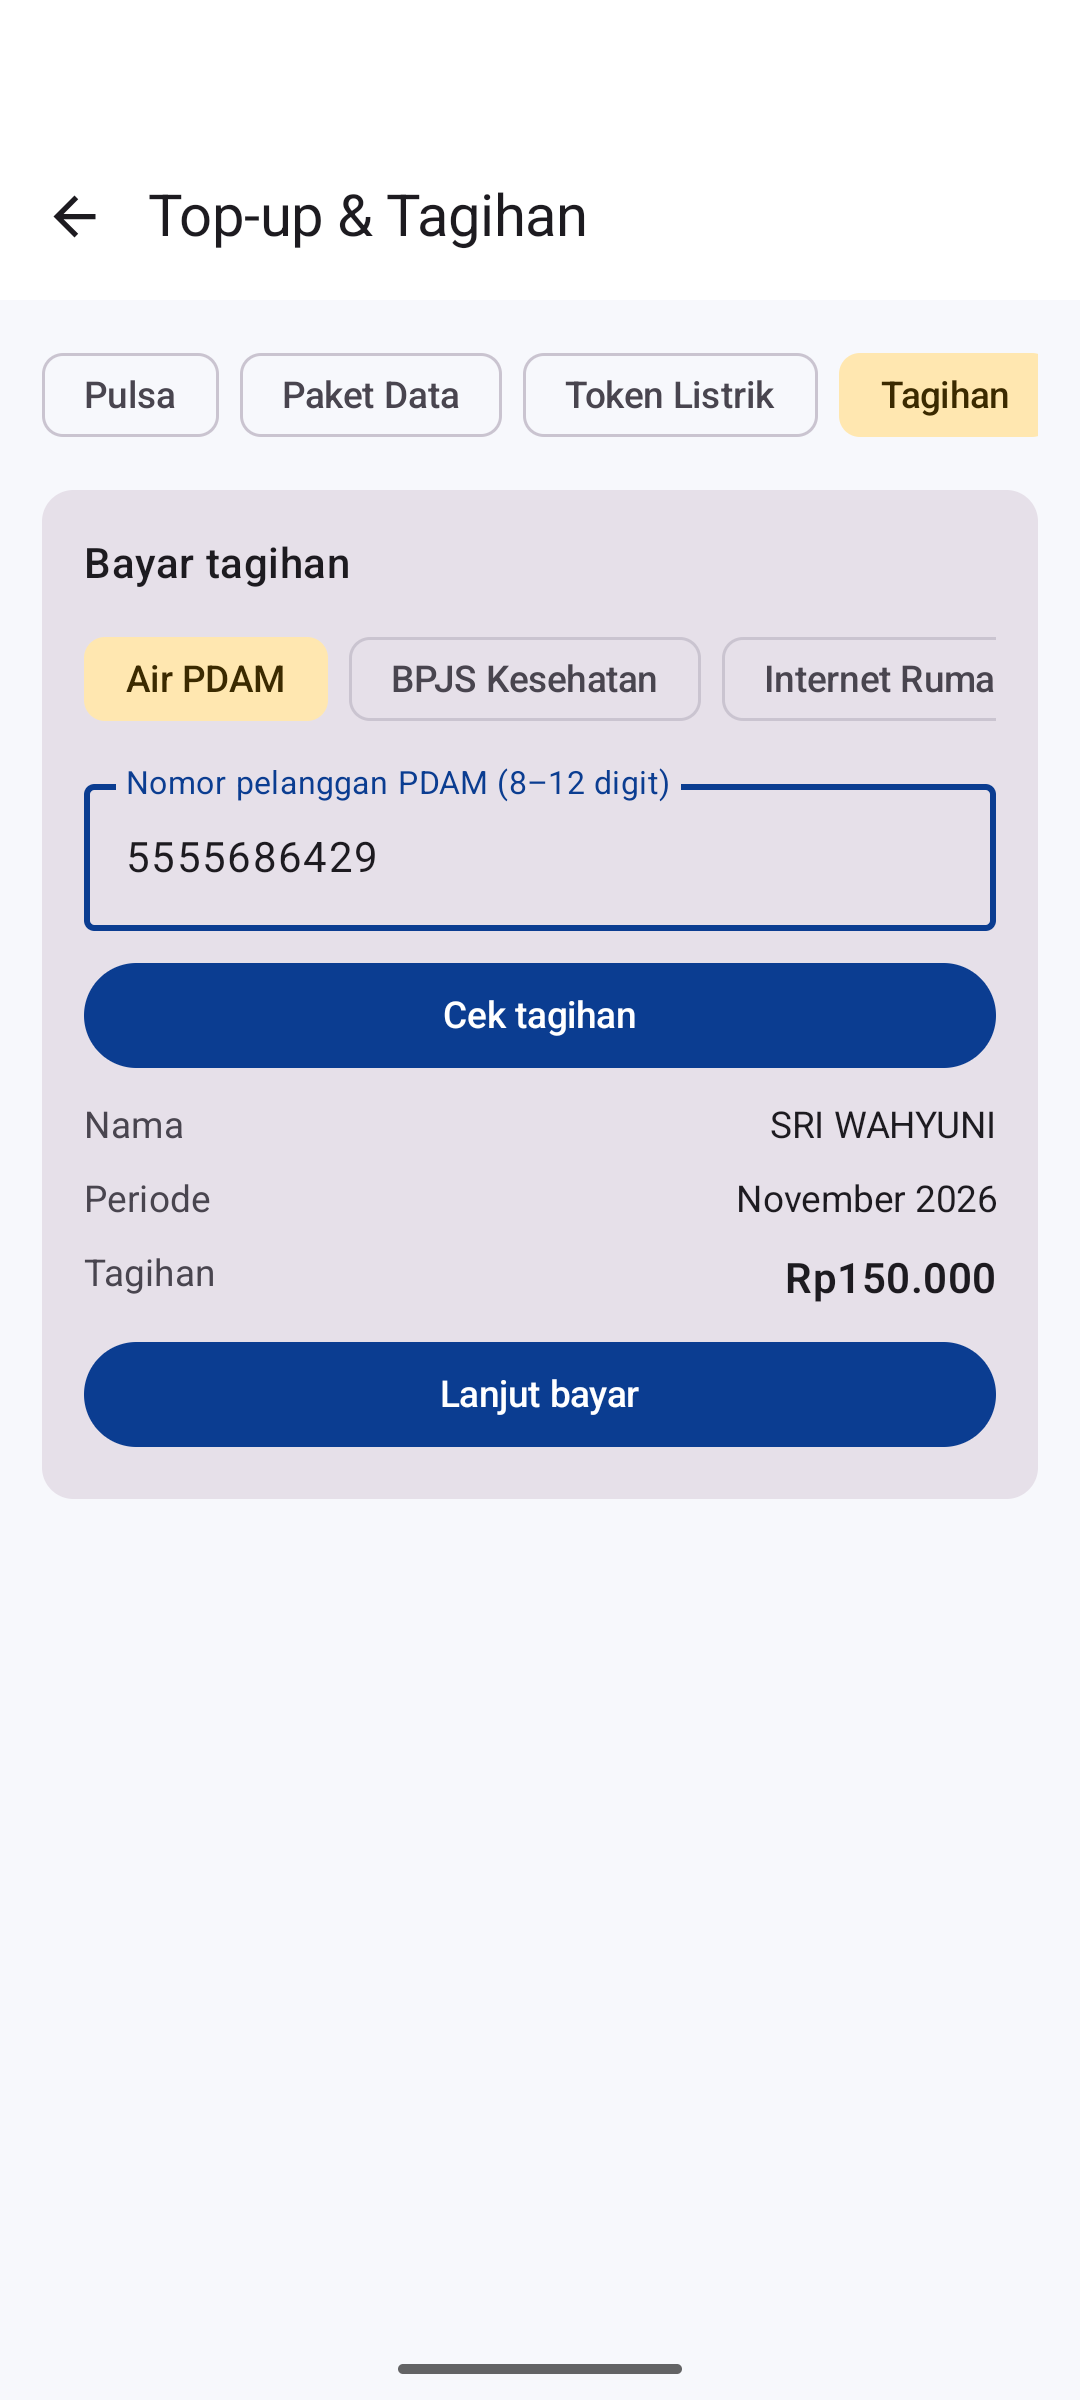 Top-up & Tagihan
Pulsa Paket Data Token Listrik Tagihan
Bayar tagihan
Air PDAM BPJS Kesehatan Internet Ruma
Nomor pelanggan PDAM (8–12 digit)
5555686429
Cek tagihan
Nama SRI WAHYUNI
Periode November 2026
Tagihan Rp150.000
Lanjut bayar